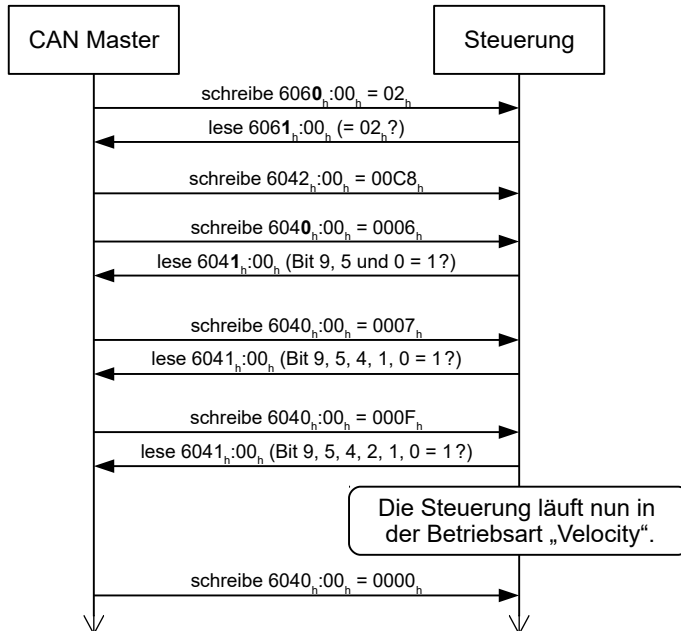 CAN Master
Steuerung
schreibe 6060h:00h = 02h
lese 6061h:00h (= 02h?)
schreibe 6042h:00h = 00C8h
schreibe 6040h:00h = 0006h
lese 6041h:00h (Bit 9, 5 und 0 = 1?)
schreibe 6040h:00h = 0007h
lese 6041h:00h (Bit 9, 5, 4, 1, 0 = 1?)
schreibe 6040h:00h = 000Fh
lese 6041h:00h (Bit 9, 5, 4, 2, 1, 0 = 1?)
Die Steuerung läuft nun in
der Betriebsart „Velocity“.
schreibe 6040h:00h = 0000h